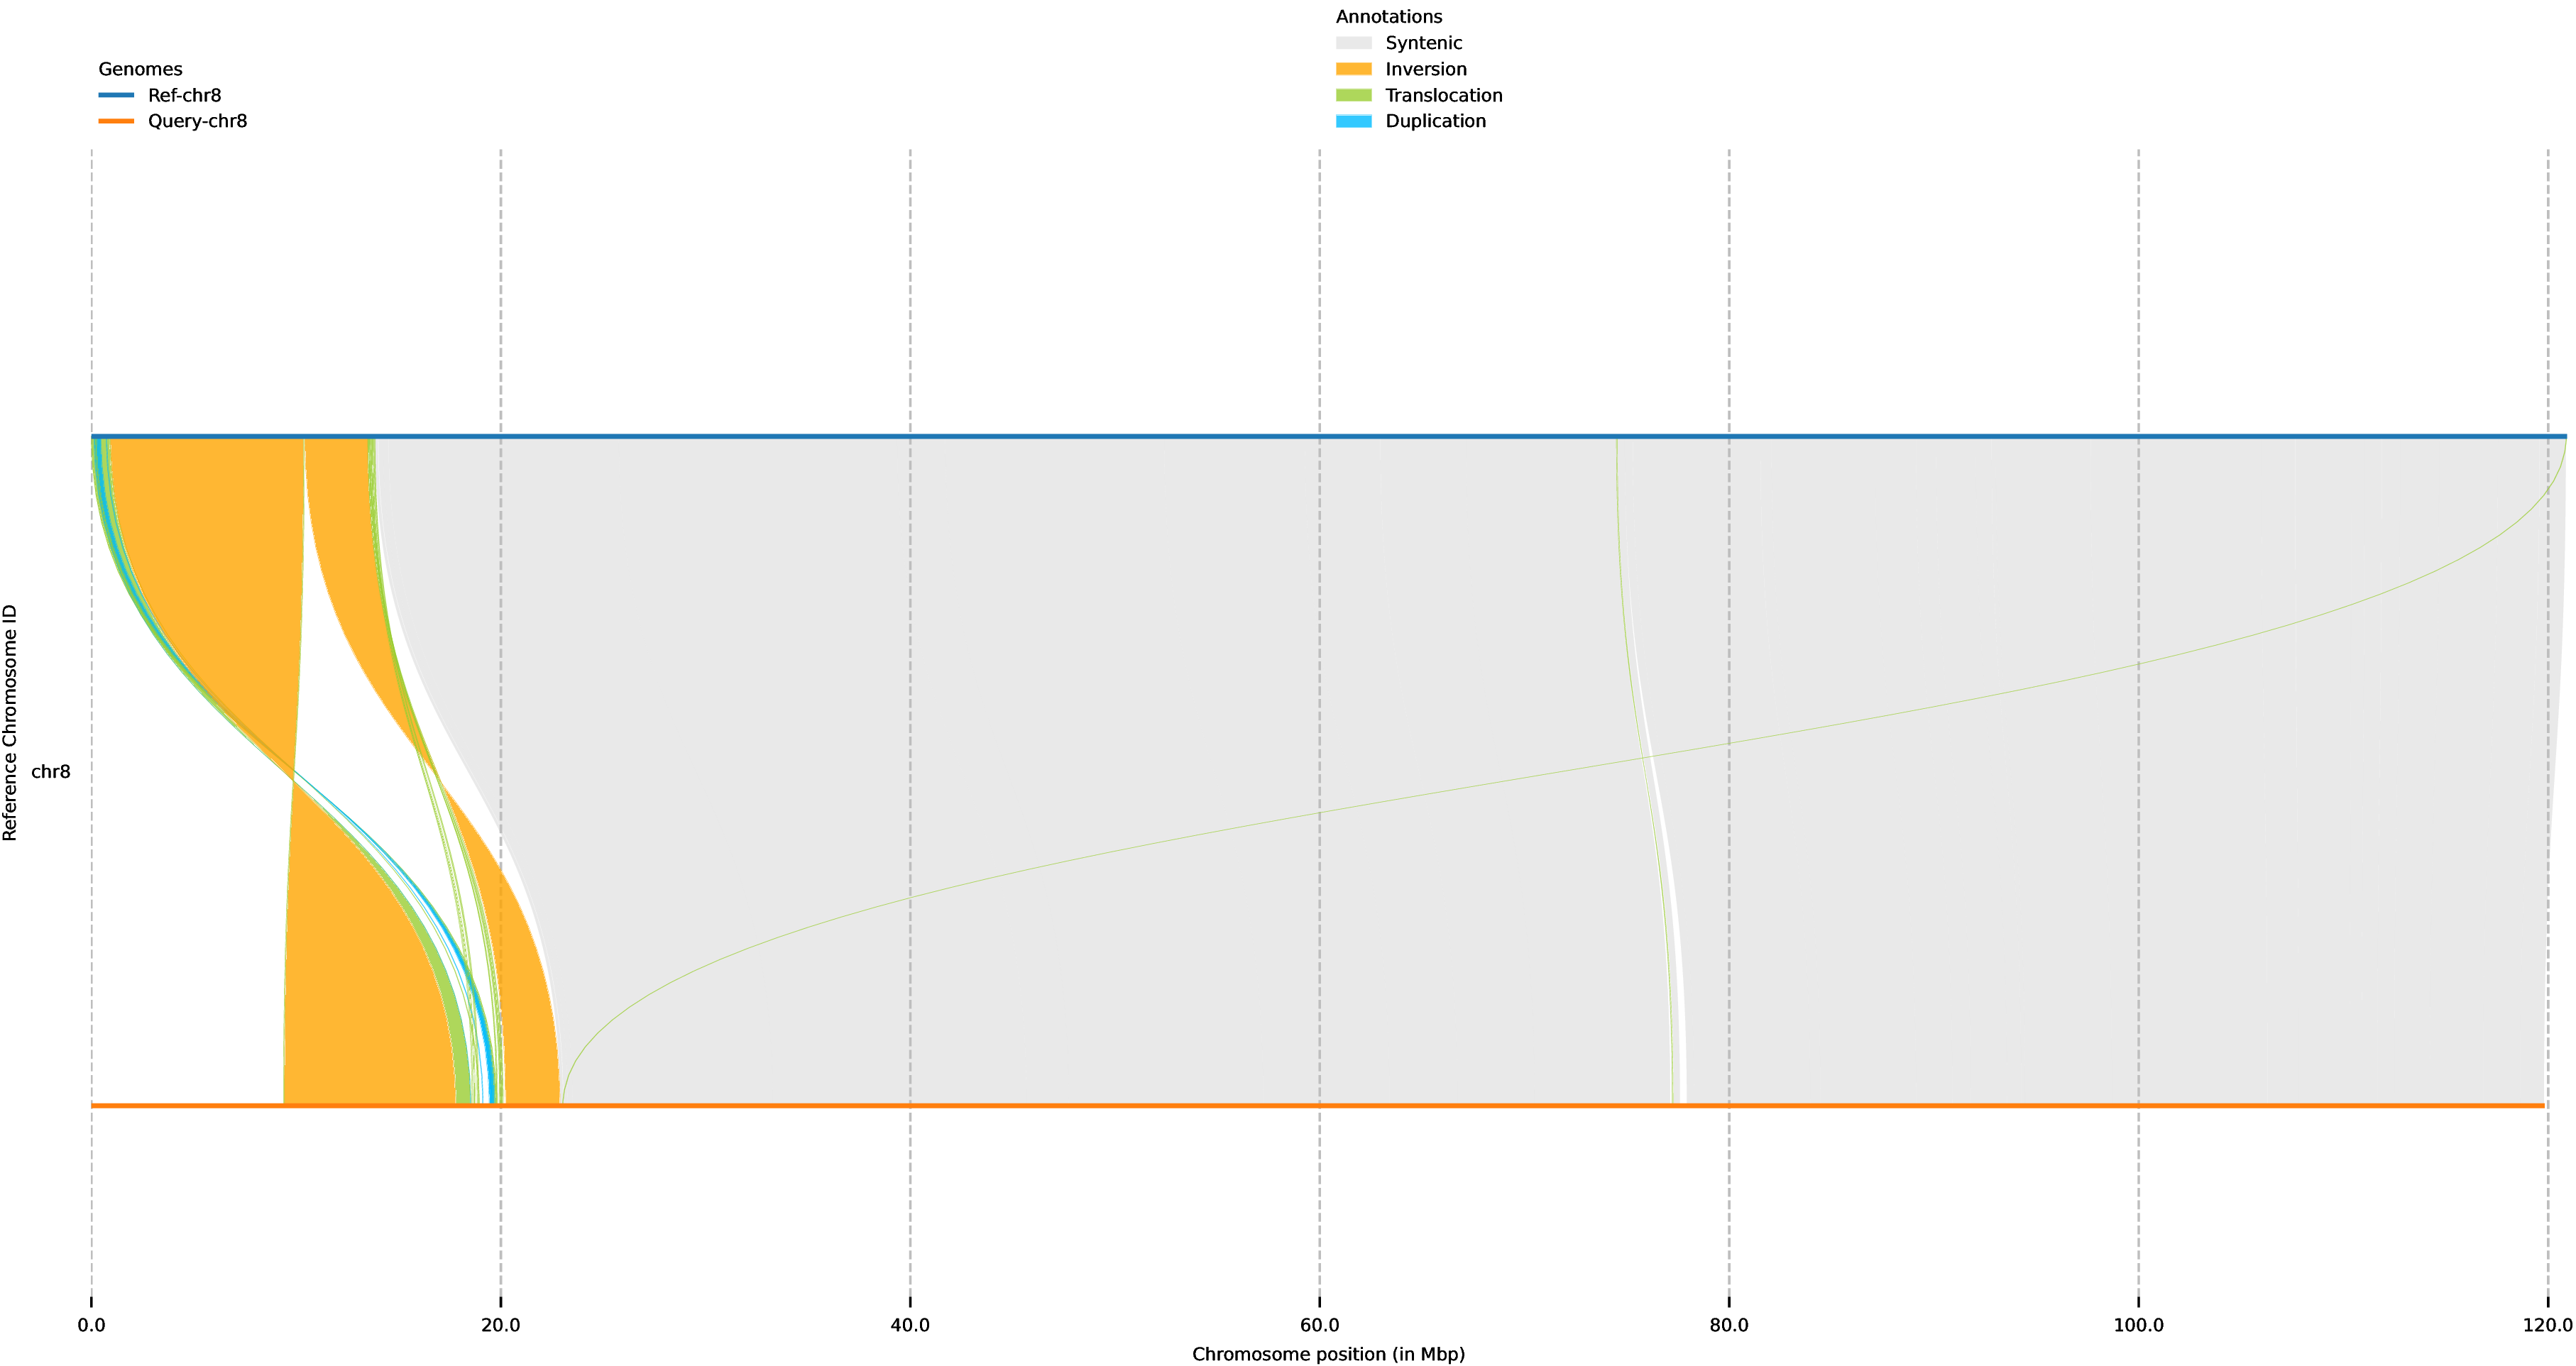 Genomes
Ref-chr8
Query-chr8
Annotations
Syntenic
Inversion
Translocation
Duplication
Reference Chromosome ID
chr8
0.0 20.0 40.0 60.0 80.0 100.0 120.0
Chromosome position (in Mbp)